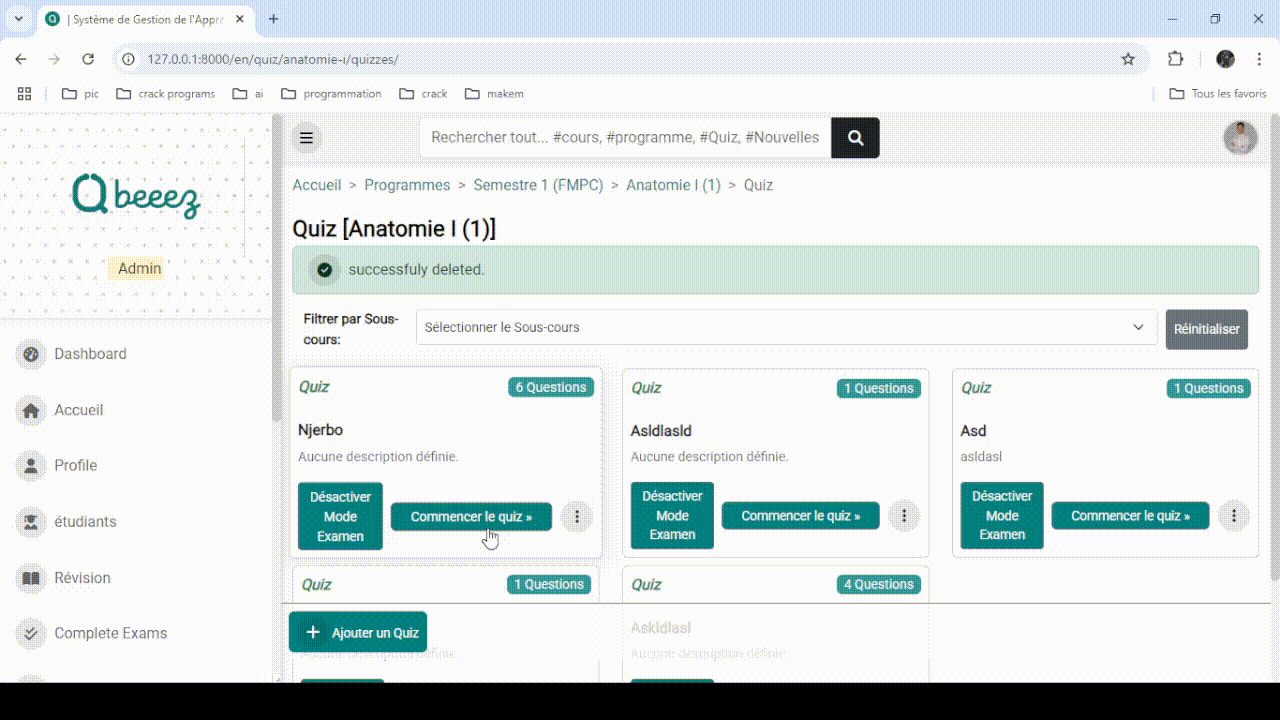 | Système de Gestion de l'Appre
127.0.0.1:8000/en/quiz/anatomie-i/quizzes/
pic crack programs ai programmation crack makem Tous les favoris
Qbeeez
Rechercher tout... #cours, #programme, #Quiz, #Nouvelles
Accueil > Programmes > Semestre 1 (FMPC) > Anatomie I (1) > Quiz
Quiz [Anatomie I (1)]
Admin
successfuly deleted.
Filtrer par Sous-
cours:
Sélectionner le Sous-cours
Réinitialiser
Dashboard
Accueil
Profile
étudiants
Révision
Complete Exams
Quiz 6 Questions
Njerbo
Aucune description définie.
Désactiver
Mode
Examen
Commencer le quiz »
Quiz 1 Questions
Asldlasld
Aucune description définie.
Désactiver
Mode
Examen
Commencer le quiz »
Quiz 1 Questions
Asd
asldasl
Désactiver
Mode
Examen
Commencer le quiz »
Quiz 1 Questions
Aucune description définie.
Quiz 4 Questions
Askldlasl
Aucune description définie.
+ Ajouter un Quiz